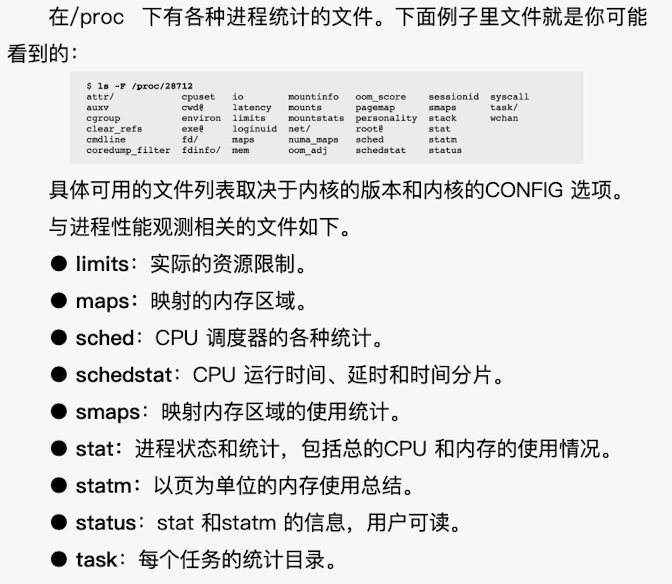 在/proc 下有各种进程统计的文件。下面例子里文件就是你可能
看到的：
$ ls -F /proc/28712
attr/ cpuset io mountinfo oom_score sessionid syscall
auxv cwd@ latency mounts pagemap smaps task/
cgroup environ limits mountstats personality stack wchan
clear_refs exe@ loginuid net/ root@ stat
cmdline fd/ maps numa_maps sched statm
coredump_filter fdinfo/ mem oom_adj schedstat status
具体可用的文件列表取决于内核的版本和内核的CONFIG 选项。
与进程性能观测相关的文件如下。
● limits：实际的资源限制。
● maps：映射的内存区域。
● sched：CPU 调度器的各种统计。
● schedstat：CPU 运行时间、延时和时间分片。
● smaps：映射内存区域的使用统计。
● stat：进程状态和统计，包括总的CPU 和内存的使用情况。
● statm：以页为单位的内存使用总结。
● status：stat 和statm 的信息，用户可读。
● task：每个任务的统计目录。